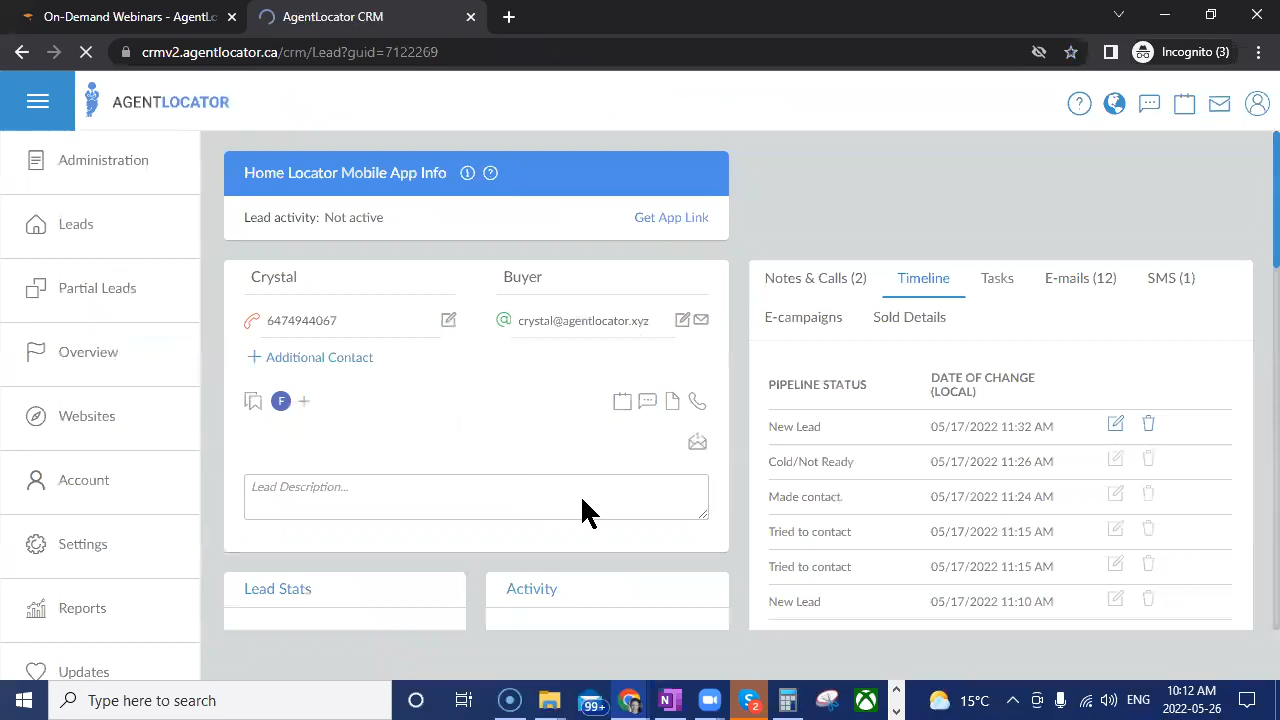 On-Demand Webinars - AgentLo
AgentLocator CRM
crmv2.agentlocator.ca/crm/Lead?guid=7122269
Incognito (3)
AGENTLOCATOR
Administration
Leads
Partial Leads
Overview
Websites
Account
Settings
Reports
Updates
Home Locator Mobile App Info
Lead activity: Not active
Get App Link
Crystal
Buyer
6474944067
crystal@agentlocator.xyz
Additional Contact
F
Lead Description...
Lead Stats
Activity
Notes & Calls (2) Timeline Tasks E-mails (12) SMS (1)
E-campaigns Sold Details
PIPELINE STATUS
DATE OF CHANGE
(LOCAL)
New Lead 05/17/2022 11:32 AM
Cold/Not Ready 05/17/2022 11:26 AM
Made contact. 05/17/2022 11:24 AM
Tried to contact 05/17/2022 11:15 AM
Tried to contact 05/17/2022 11:15 AM
New Lead 05/17/2022 11:10 AM
Type here to search
99+
2
15°C
ENG
10:12 AM
2022-05-26